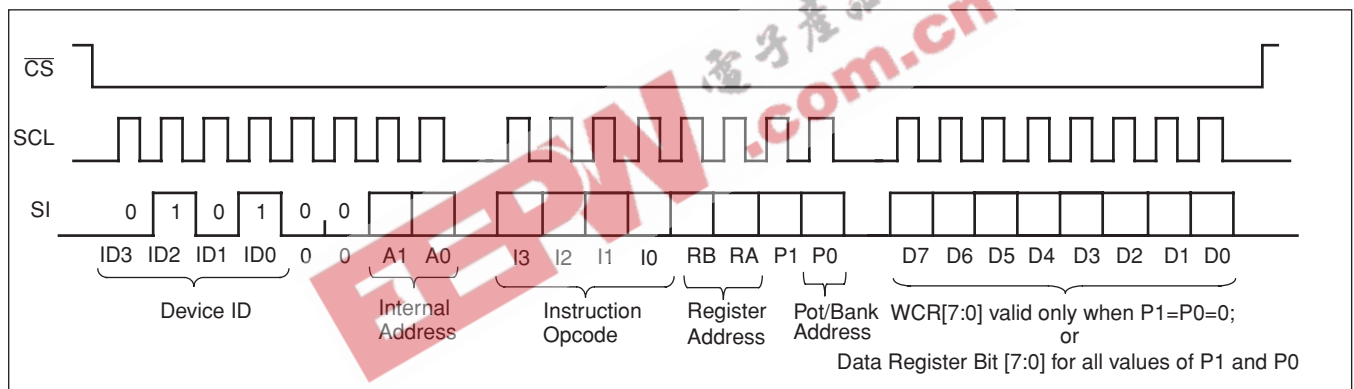 CS
SCL
SI
0 1 0 1 0 0
ID3 ID2 ID1 ID0 0 0 A1 A0 I3 I2 I1 I0 RB RA P1 P0 D7 D6 D5 D4 D3 D2 D1 D0
Device ID
Internal
Address
Instruction
Opcode
Register
Address
Pot/Bank
Address
WCR[7:0] valid only when P1=P0=0;
or
Data Register Bit [7:0] for all values of P1 and P0
EEPW
.com.cn